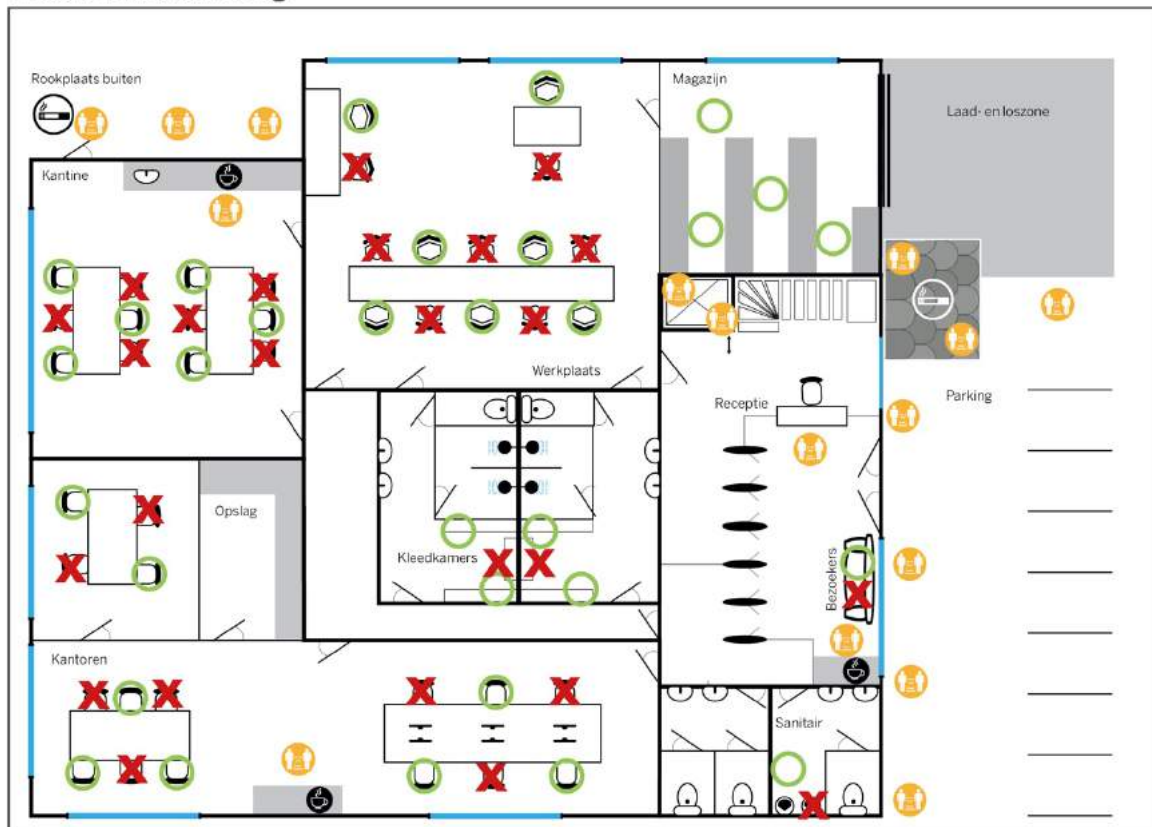 Rookplaats buiten
Magazijn
Laad- en loszone
Kantine
Werkplaats
Receptie
Parking
Opslag
Kleedkamers
Bezoekers
Kantoren
Sanitair